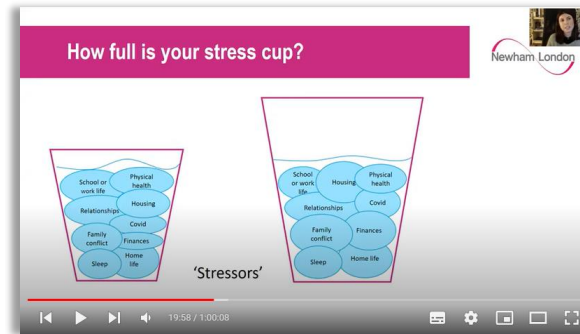 How full is your stress cup?
Newham London
School or
work life
Physical
health
Relationships
Housing
Covid
Family
conflict
Finances
Sleep
Home
life
School
or work
life
Housing
Physical
health
Relationships
Covid
Family
conflict
Finances
Sleep
Home life
'Stressors'
19:58 / 1:00:08